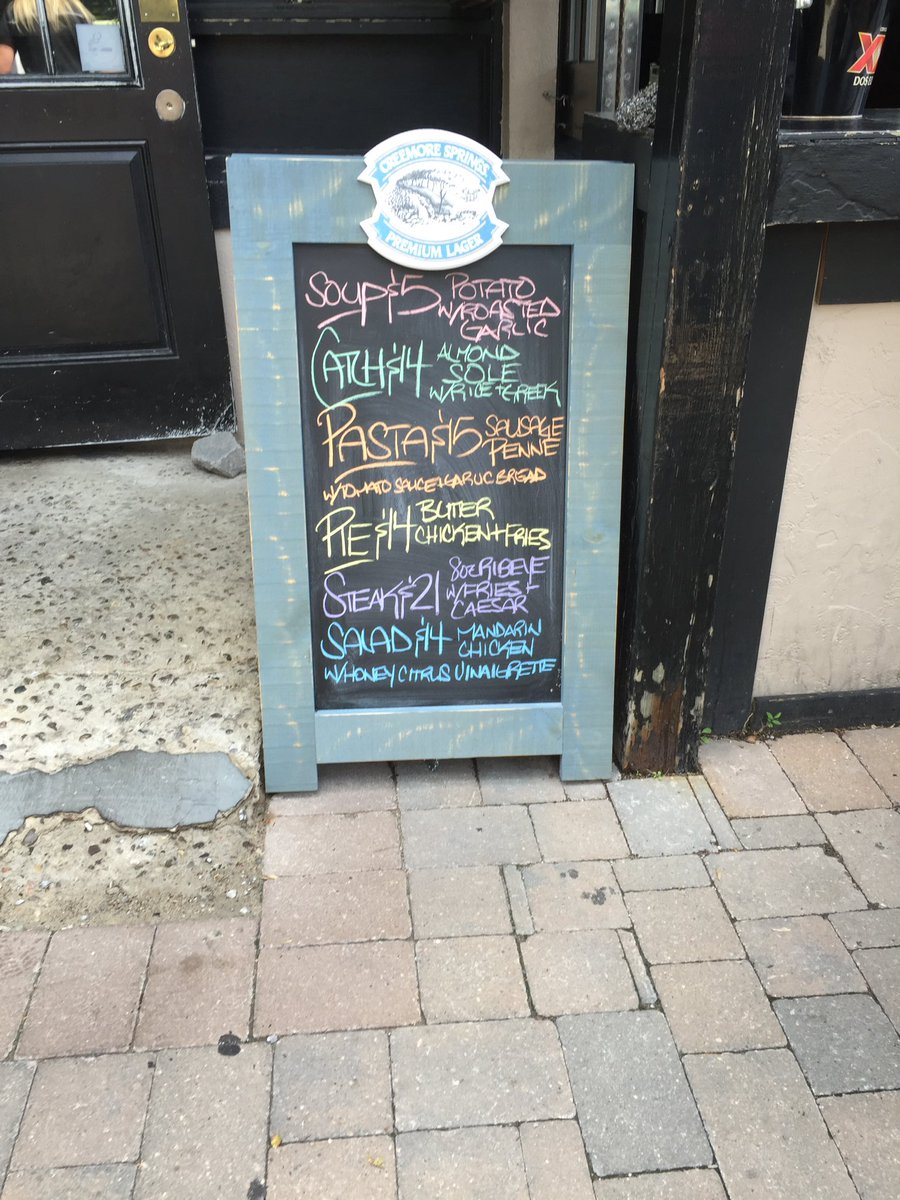 CREEMORE SPRINGS
PREMIUM LAGER
SOUP $5 POTATO
W/ROASTED
GARLIC
CATCH $14 ALMOND
SOLE
W/RICE + GREEK
PASTA $15 SAUSAGE
PENNE
W/TOMATO SAUCE + GARLIC BREAD
PIE $14 BUTTER
CHICKEN + FRIES
STEAK $21 8OZ RIBEYE
W/FRIES +
CAESAR
SALAD $14 MANDARIN
CHICKEN
W/HONEY CITRUS VINAIGRETTE